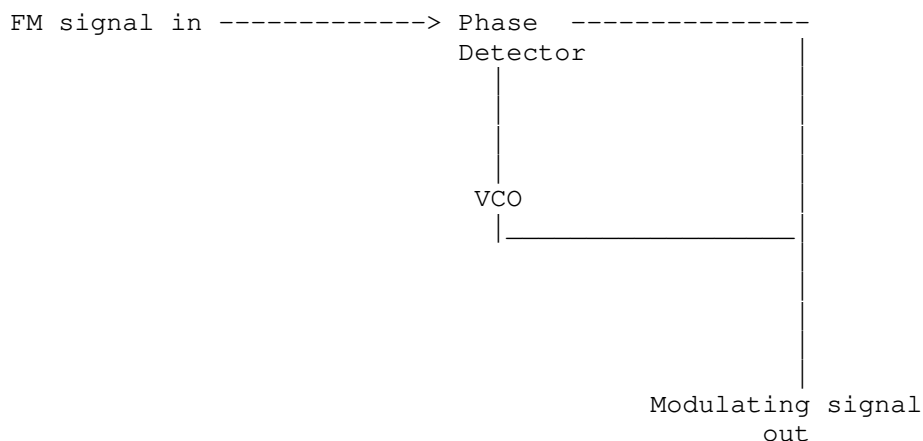 FM signal in -------------> Phase ---------------
Detector
VCO
Modulating signal
out